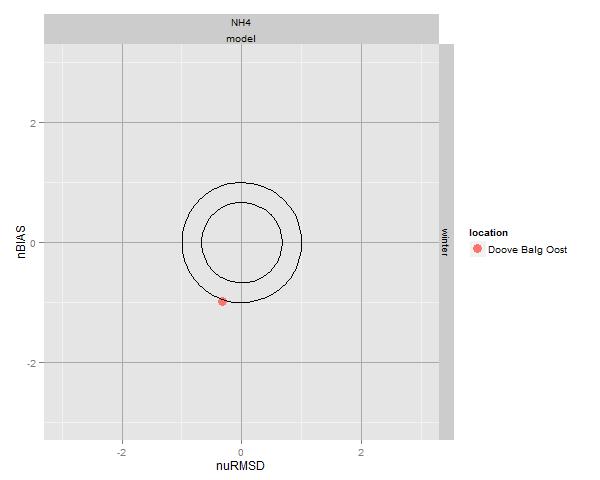 NH4
model
nBIAS
2
0
-2
-2
0
2
nuRMSD
winter
location
Doove Balg Oost